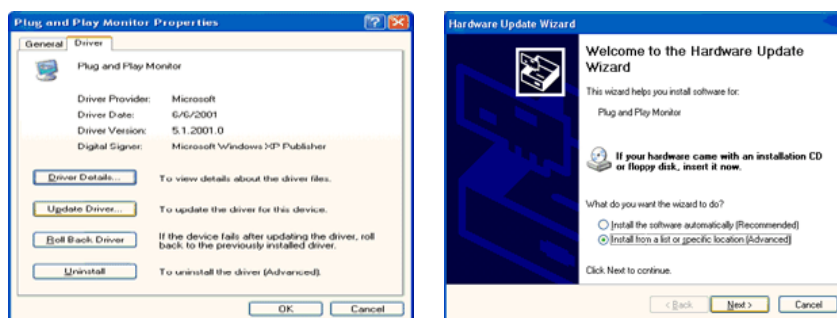 Plug and Play Monitor Properties
General Driver
Plug and Play Monitor
Driver Provider: Microsoft
Driver Date: 6/6/2001
Driver Version: 5.1.2001.0
Digital Signer: Microsoft Windows XP Publisher
Driver Details... To view details about the driver files.
Update Driver... To update the driver for this device.
Roll Back Driver If the device fails after updating the driver, roll
back to the previously installed driver.
Uninstall To uninstall the driver (Advanced).
OK Cancel
Hardware Update Wizard
Welcome to the Hardware Update
Wizard
This wizard helps you install software for:
Plug and Play Monitor
If your hardware came with an installation CD
or floppy disk, insert it now.
What do you want the wizard to do?
Install the software automatically (Recommended)
Install from a list or specific location (Advanced)
Click Next to continue.
< Back Next > Cancel